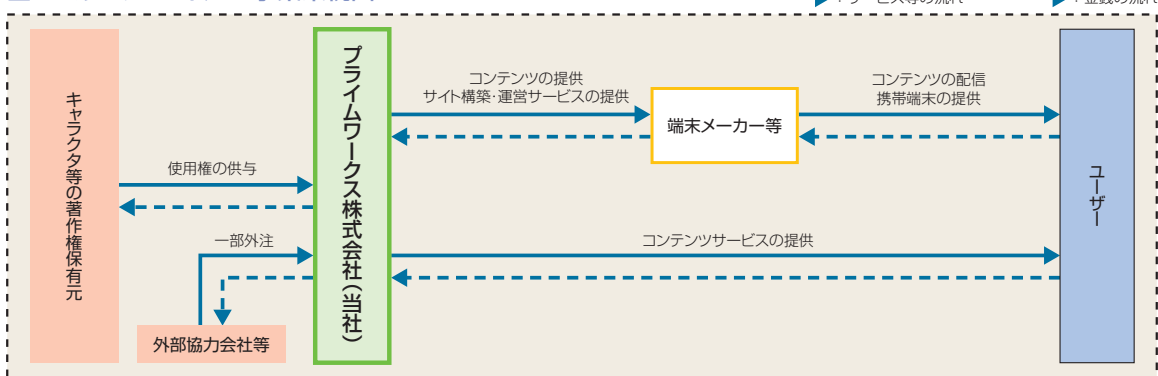 キャラクタ等の著作権保有元
使用権の供与
一部外注
外部協力会社等
プライムワークス株式会社(当社)
コンテンツの提供
サイト構築・運営サービスの提供
端末メーカー等
コンテンツの配信
携帯端末の提供
コンテンツサービスの提供
ユーザー